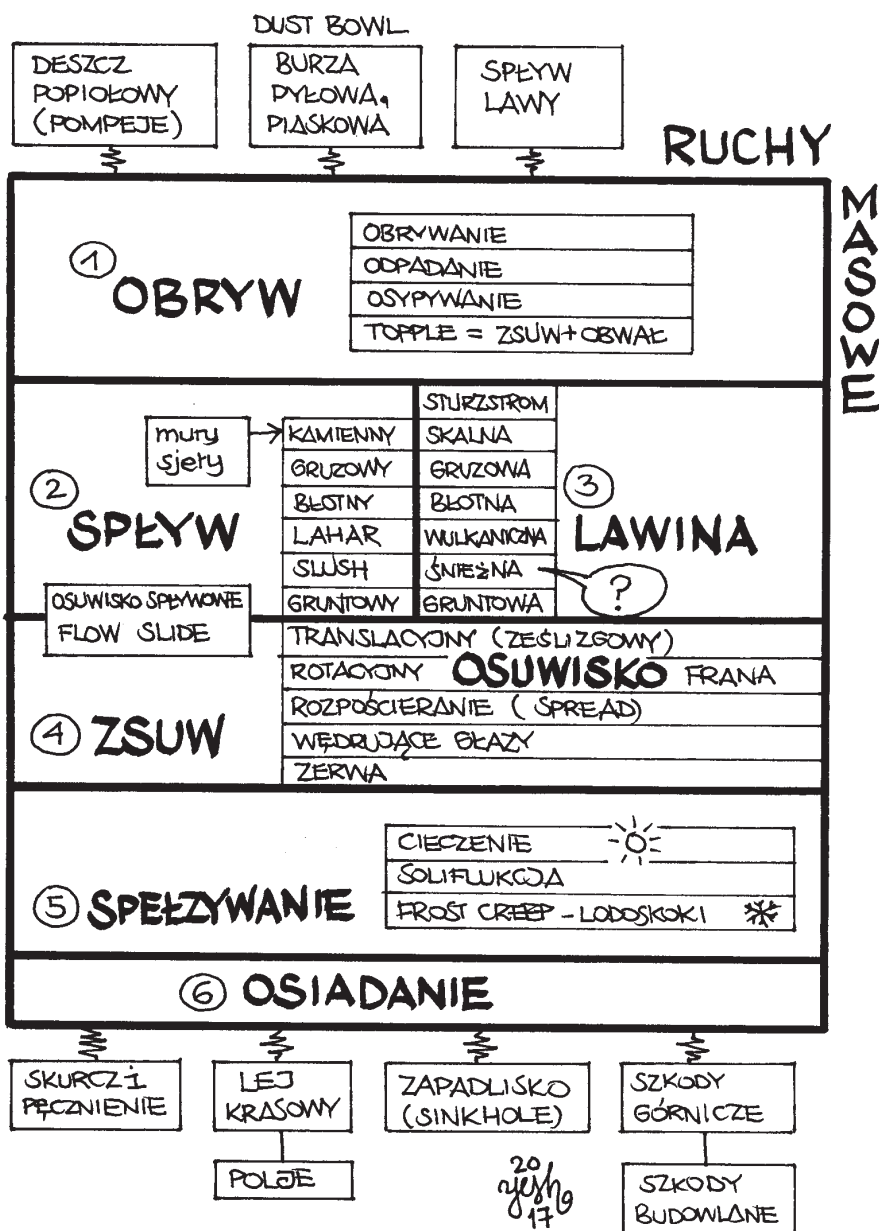 DUST BOWL
DESZCZ
POPIOŁOWY
(POMPEJE)
BURZA
PYŁOWA,
PIASKOWA
SPŁYW
LAWY
RUCHY
MASOWE
1
OBRYW
OBRYWANIE
ODPADANIE
OSYPYWANIE
TOPPLE = ZSUW+OBWAŁ
2
SPŁYW
mury
sjely
KAMIENNY
GRUZOWY
BŁOTNY
LAHAR
SLUSH
GRUNTOWY
STURZSTROM
SKALNA
GRUZOWA
BŁOTNA
WULKANICZNA
ŚNIEŻNA
GRUNTOWA
?
3
LAWINA
OSUWISKO SPŁYWOWE
FLOW SLIDE
4
ZSUW
TRANSLACYJNY (ZEŚLIZGOWY)
ROTACYJNY OSUWISKO FRANA
ROZPOŚCIERANIE (SPREAD)
WĘDRUJĄCE GŁAZY
ZERWA
5
SPEŁZYWANIE
CIECZENIE
SOLIFLUKCJA
FROST CREEP - LODOSKOKI
6
OSIADANIE
SKURCZ I
PĘCZNIENIE
LEJ
KRASOWY
POLJE
ZAPADLISKO
(SINKHOLE)
SZKODY
GÓRNICZE
SZKODY
BUDOWLANE
20
17